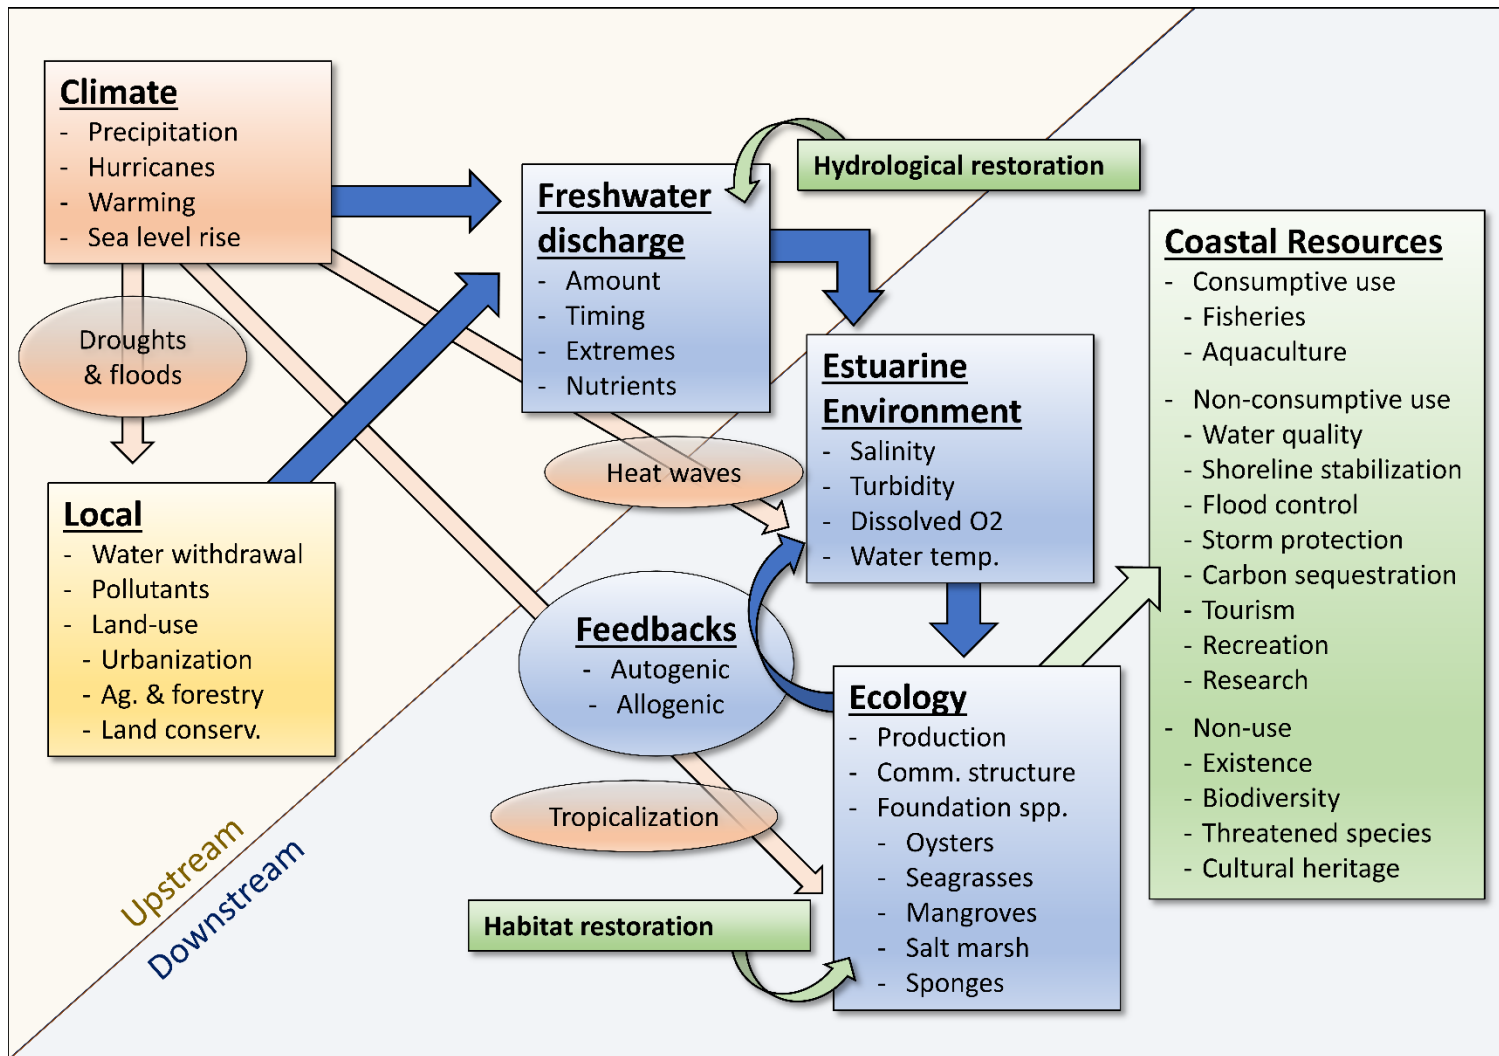 Climate
- Precipitation
- Hurricanes
- Warming
- Sea level rise
Droughts
& floods
Local
- Water withdrawal
- Pollutants
- Land-use
- Urbanization
- Ag. & forestry
- Land conserv.
Hydrological restoration
Freshwater
discharge
- Amount
- Timing
- Extremes
- Nutrients
Heat waves
Estuarine
Environment
- Salinity
- Turbidity
- Dissolved O2
- Water temp.
Feedbacks
- Autogenic
- Allogenic
Tropicalization
Habitat restoration
Ecology
- Production
- Comm. structure
- Foundation spp.
- Oysters
- Seagrasses
- Mangroves
- Salt marsh
- Sponges
Coastal Resources
- Consumptive use
- Fisheries
- Aquaculture
- Non-consumptive use
- Water quality
- Shoreline stabilization
- Flood control
- Storm protection
- Carbon sequestration
- Tourism
- Recreation
- Research
- Non-use
- Existence
- Biodiversity
- Threatened species
- Cultural heritage
Upstream
Downstream